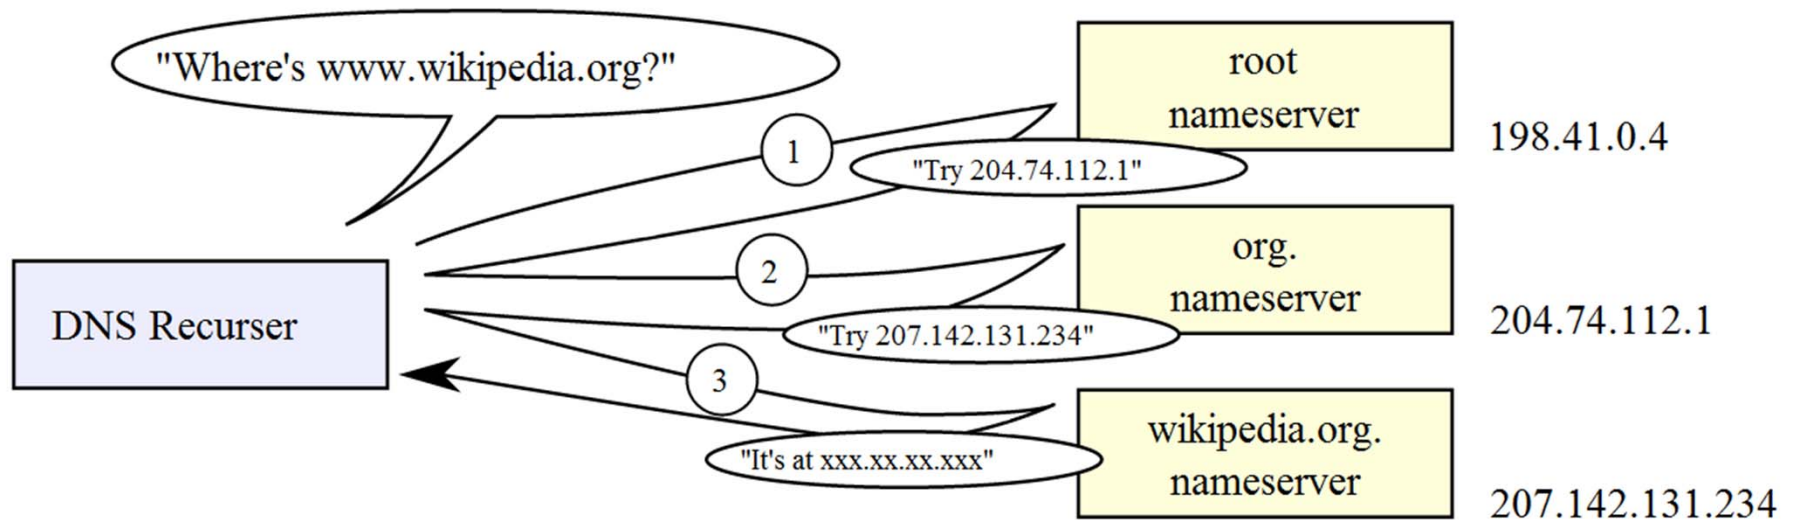 "Where's www.wikipedia.org?"
root
nameserver
198.41.0.4
1
"Try 204.74.112.1"
org.
nameserver
204.74.112.1
2
"Try 207.142.131.234"
DNS Recurser
3
"It's at xxx.xx.xx.xxx"
wikipedia.org.
nameserver
207.142.131.234